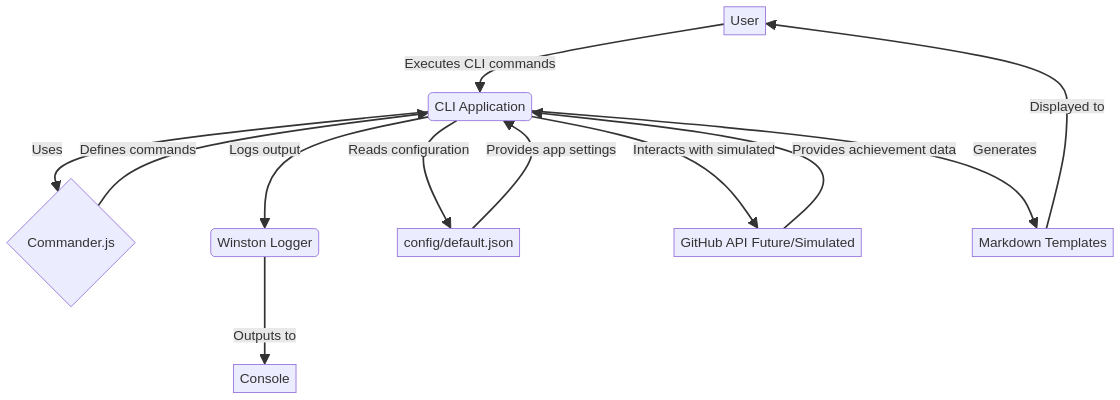 User
Executes CLI commands
Displayed to
CLI Application
Uses
Defines commands
Logs output
Reads configuration
Provides app settings
Interacts with simulated
Provides achievement data
Generates
Commander.js
Winston Logger
config/default.json
GitHub API Future/Simulated
Markdown Templates
Outputs to
Console